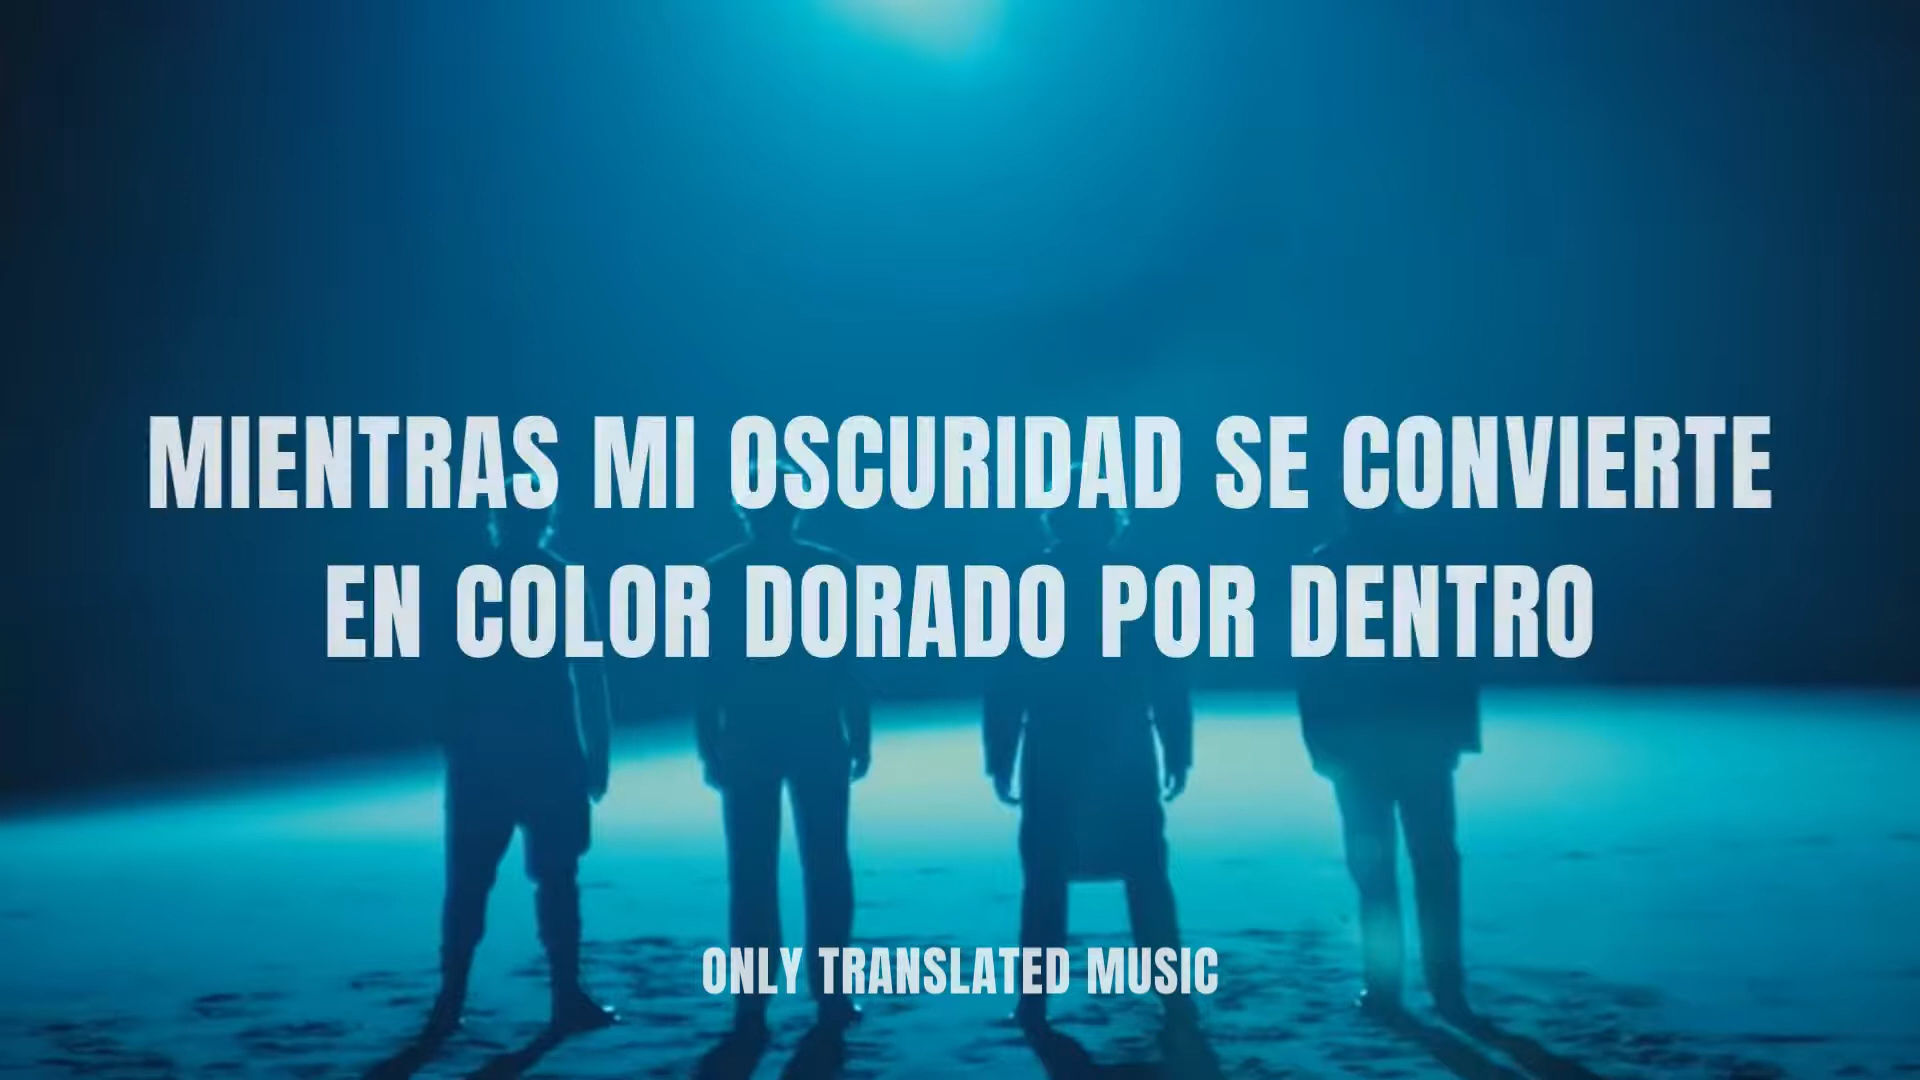 MIENTRAS MI OSCURIDAD SE CONVIERTE
EN COLOR DORADO POR DENTRO
ONLY TRANSLATED MUSIC